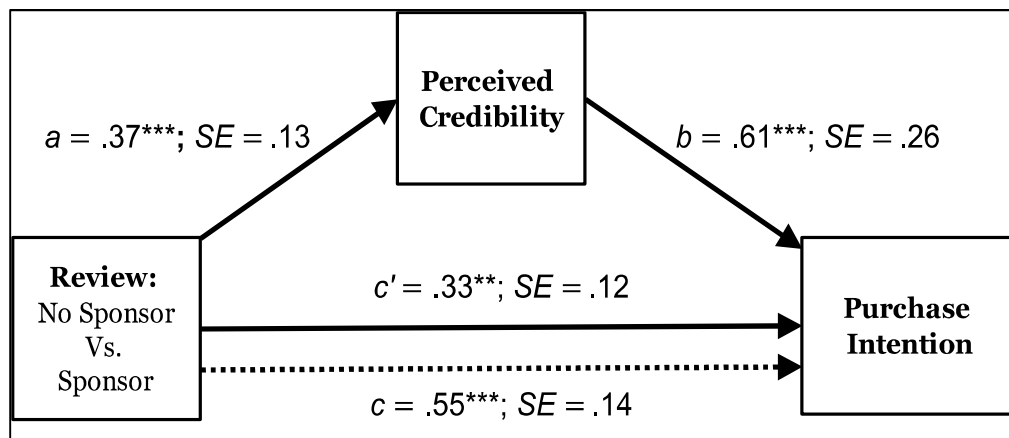 Perceived
Credibility
a = .37***; SE = .13
b = .61***; SE = .26
Review:
No Sponsor
Vs.
Sponsor
c' = .33**; SE = .12
c = .55***; SE = .14
Purchase
Intention